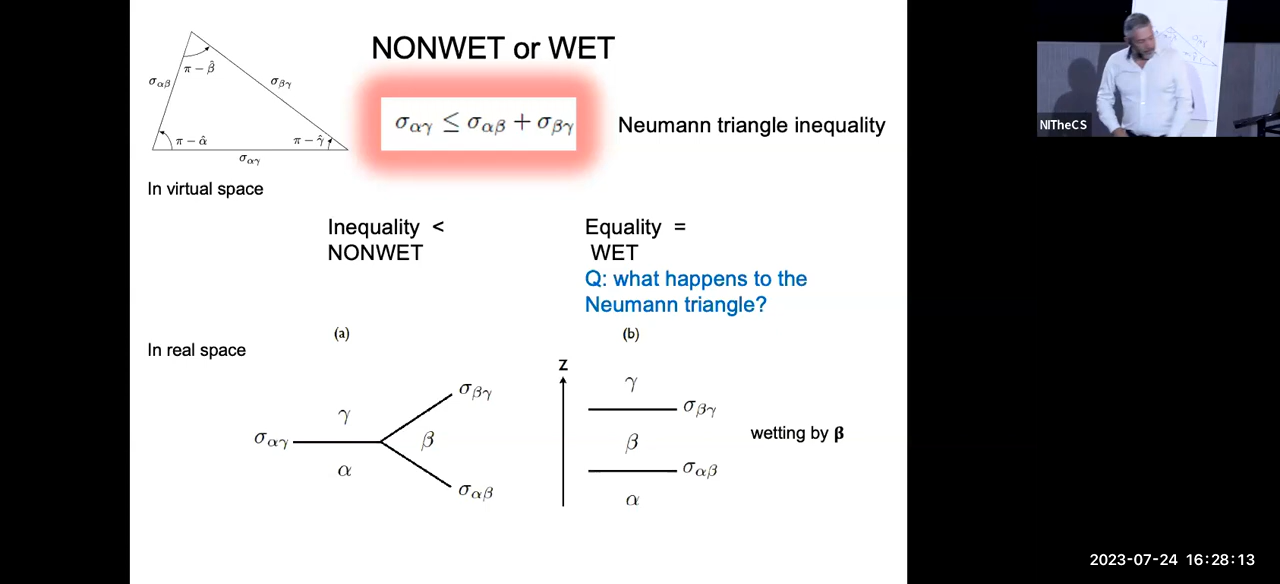 NONWET or WET
π − β̂
σαβ
σβγ
σαγ ≤ σαβ + σβγ
Neumann triangle inequality
π − α̂
π − γ̂
σαγ
In virtual space
Inequality <
NONWET
Equality =
WET
Q: what happens to the
Neumann triangle?
(a)
(b)
In real space
σβγ
γ
σαγ
β
α
σαβ
z
γ
σβγ
β
wetting by β
σαβ
α
NITheCS
2023-07-24 16:28:13